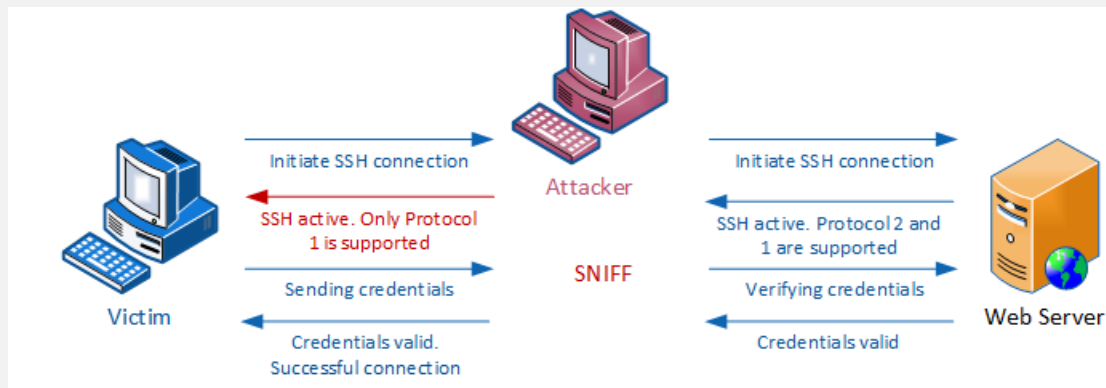 Initiate SSH connection
Initiate SSH connection
Attacker
SSH active. Only Protocol
1 is supported
SSH active. Protocol 2 and
1 are supported
SNIFF
Sending credentials
Verifying credentials
Victim
Web Server
Credentials valid.
Successful connection
Credentials valid